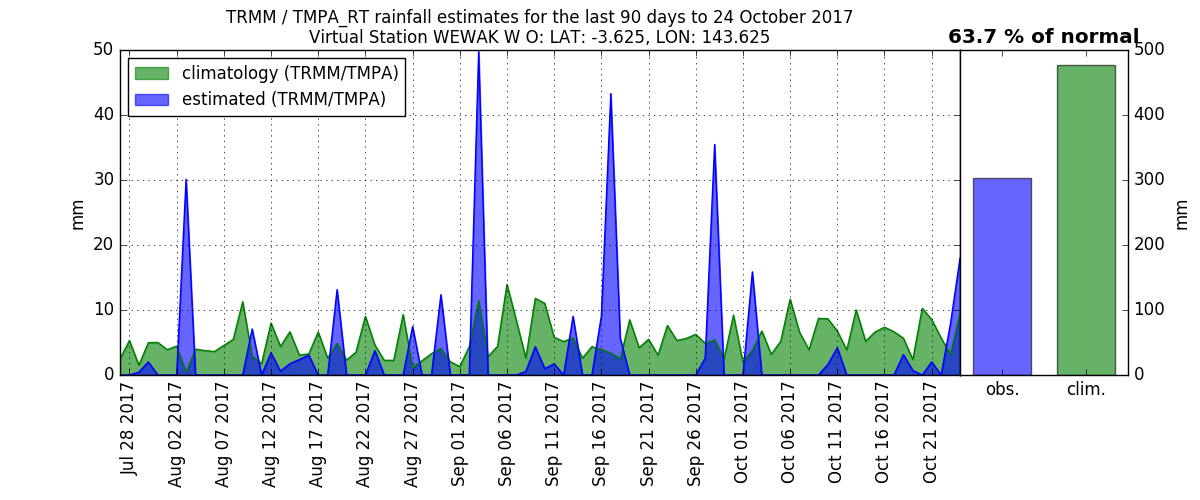 TRMM / TMPA_RT rainfall estimates for the last 90 days to 24 October 2017
Virtual Station WEWAK W O: LAT: -3.625, LON: 143.625
63.7 % of normal
climatology (TRMM/TMPA)
estimated (TRMM/TMPA)
mm
50
40
30
20
10
0
Jul 28 2017
Aug 02 2017
Aug 07 2017
Aug 12 2017
Aug 17 2017
Aug 22 2017
Aug 27 2017
Sep 01 2017
Sep 06 2017
Sep 11 2017
Sep 16 2017
Sep 21 2017
Sep 26 2017
Oct 01 2017
Oct 06 2017
Oct 11 2017
Oct 16 2017
Oct 21 2017
obs.
clim.
500
400
300
200
100
0
mm